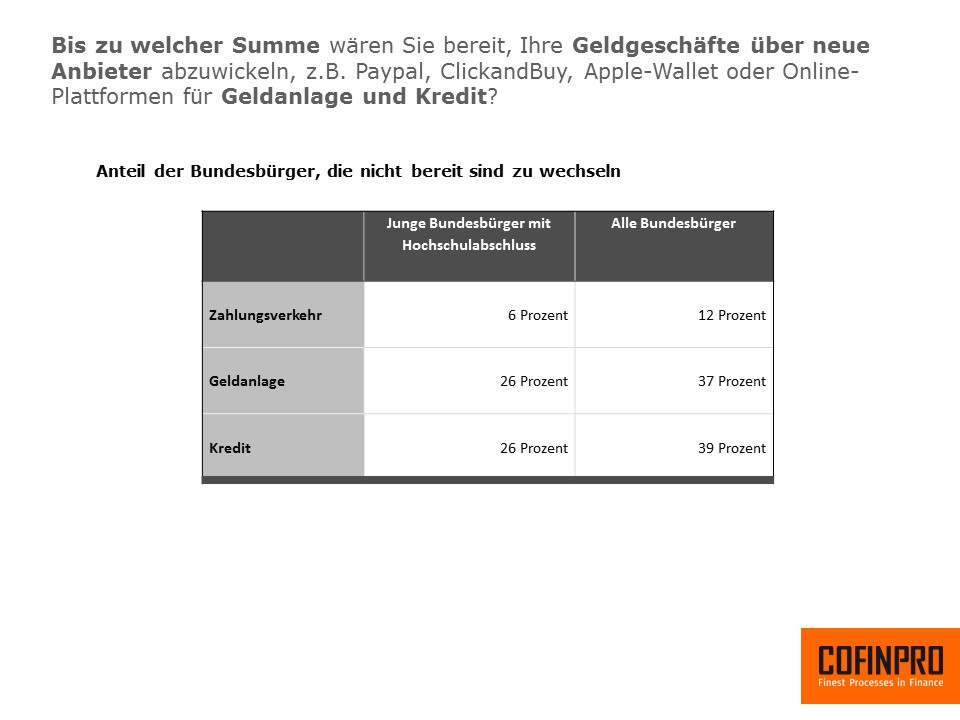 Bis zu welcher Summe wären Sie bereit, Ihre Geldgeschäfte über neue
Anbieter abzuwickeln, z.B. Paypal, ClickandBuy, Apple-Wallet oder Online-
Plattformen für Geldanlage und Kredit?
Anteil der Bundesbürger, die nicht bereit sind zu wechseln
Junge Bundesbürger mit
Hochschulabschluss
Alle Bundesbürger
Zahlungsverkehr 6 Prozent 12 Prozent
Geldanlage 26 Prozent 37 Prozent
Kredit 26 Prozent 39 Prozent
COFINPRO
Finest Processes in Finance